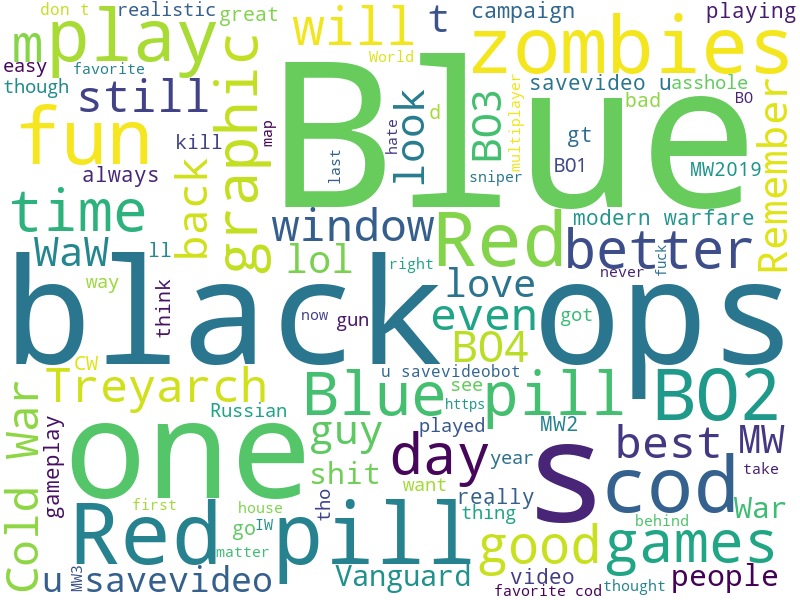 don t
realistic
great
will
t
campaign
playing
m
play
World
zombies
easy
favorite
though
graphic
Blue
look
d
hate
BO3
multiplayer
savevideo u
asshole
BO
bad
Remember
still
fun
kill
map
last
gt
BO1
MW2019
sniper
always
back
time
window
Red
modern warfare
better
WaW
ll
lol
right
never
fuck
way
think
black ops
love
now
gun
even
got
BO4
CW
Treyarch
u savevideobot
see
https
Blue pill
BO2
Cold War
Russian
one
guy
played
MW2
day
s
best
MW
gameplay
shit
want
really
year
cod
take
War
first
house
tho
thing
Red pill
go
IW
matter
good
behind
games
u savevideo
MW3
Vanguard
video
favorite cod
thought
people